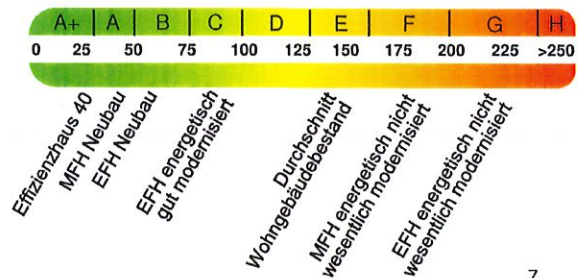 A+ A B C D E F G H
0 25 50 75 100 125 150 175 200 225 >250
Effizienzhaus 40
MFH Neubau
EFH Neubau
EFH energetisch
gut modernisiert
Durchschnitt
Wohngebäudebestand
MFH energetisch nicht
wesentlich modernisiert
EFH energetisch nicht
wesentlich modernisiert
7